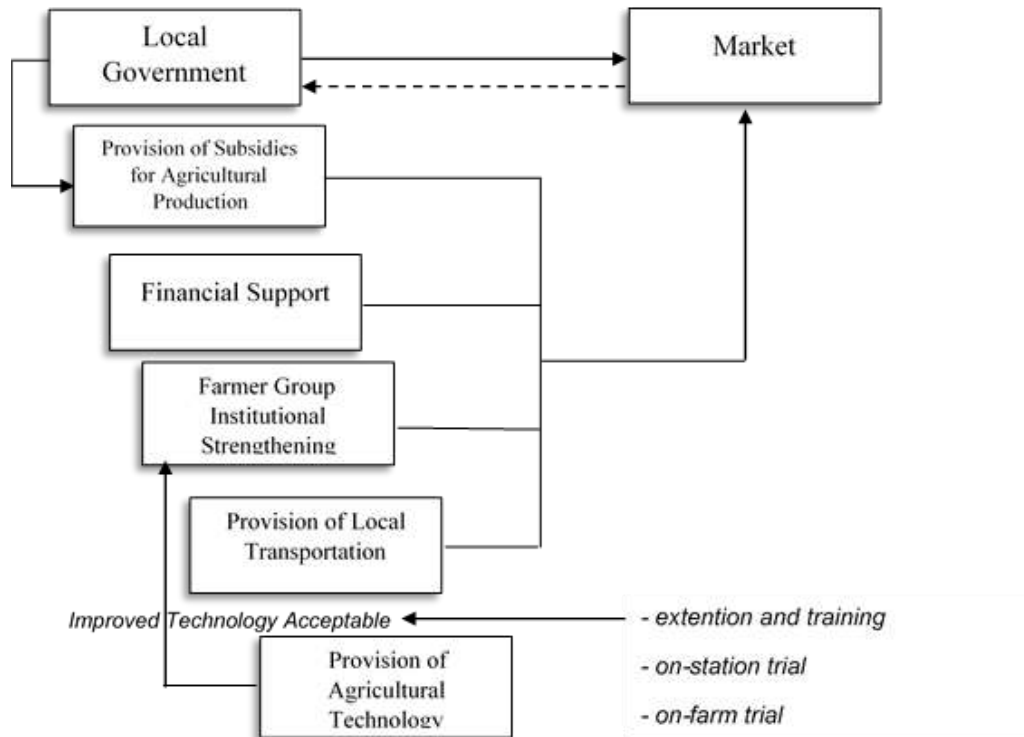 Local
Government
Market
Provision of Subsidies
for Agricultural
Production
Financial Support
Farmer Group
Institutional
Strengthening
Provision of Local
Transportation
Improved Technology Acceptable
- extention and training
Provision of
Agricultural
Technology
- on-station trial
- on-farm trial